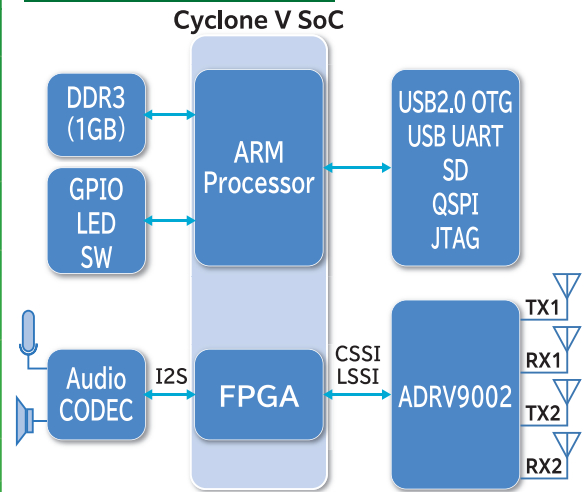 Cyclone V SoC
DDR3
(1GB)
ARM
Processor
USB2.0 OTG
USB UART
SD
QSPI
JTAG
GPIO
LED
SW
Audio
CODEC
I2S
FPGA
CSSI
LSSI
ADRV9002
TX1
RX1
TX2
RX2